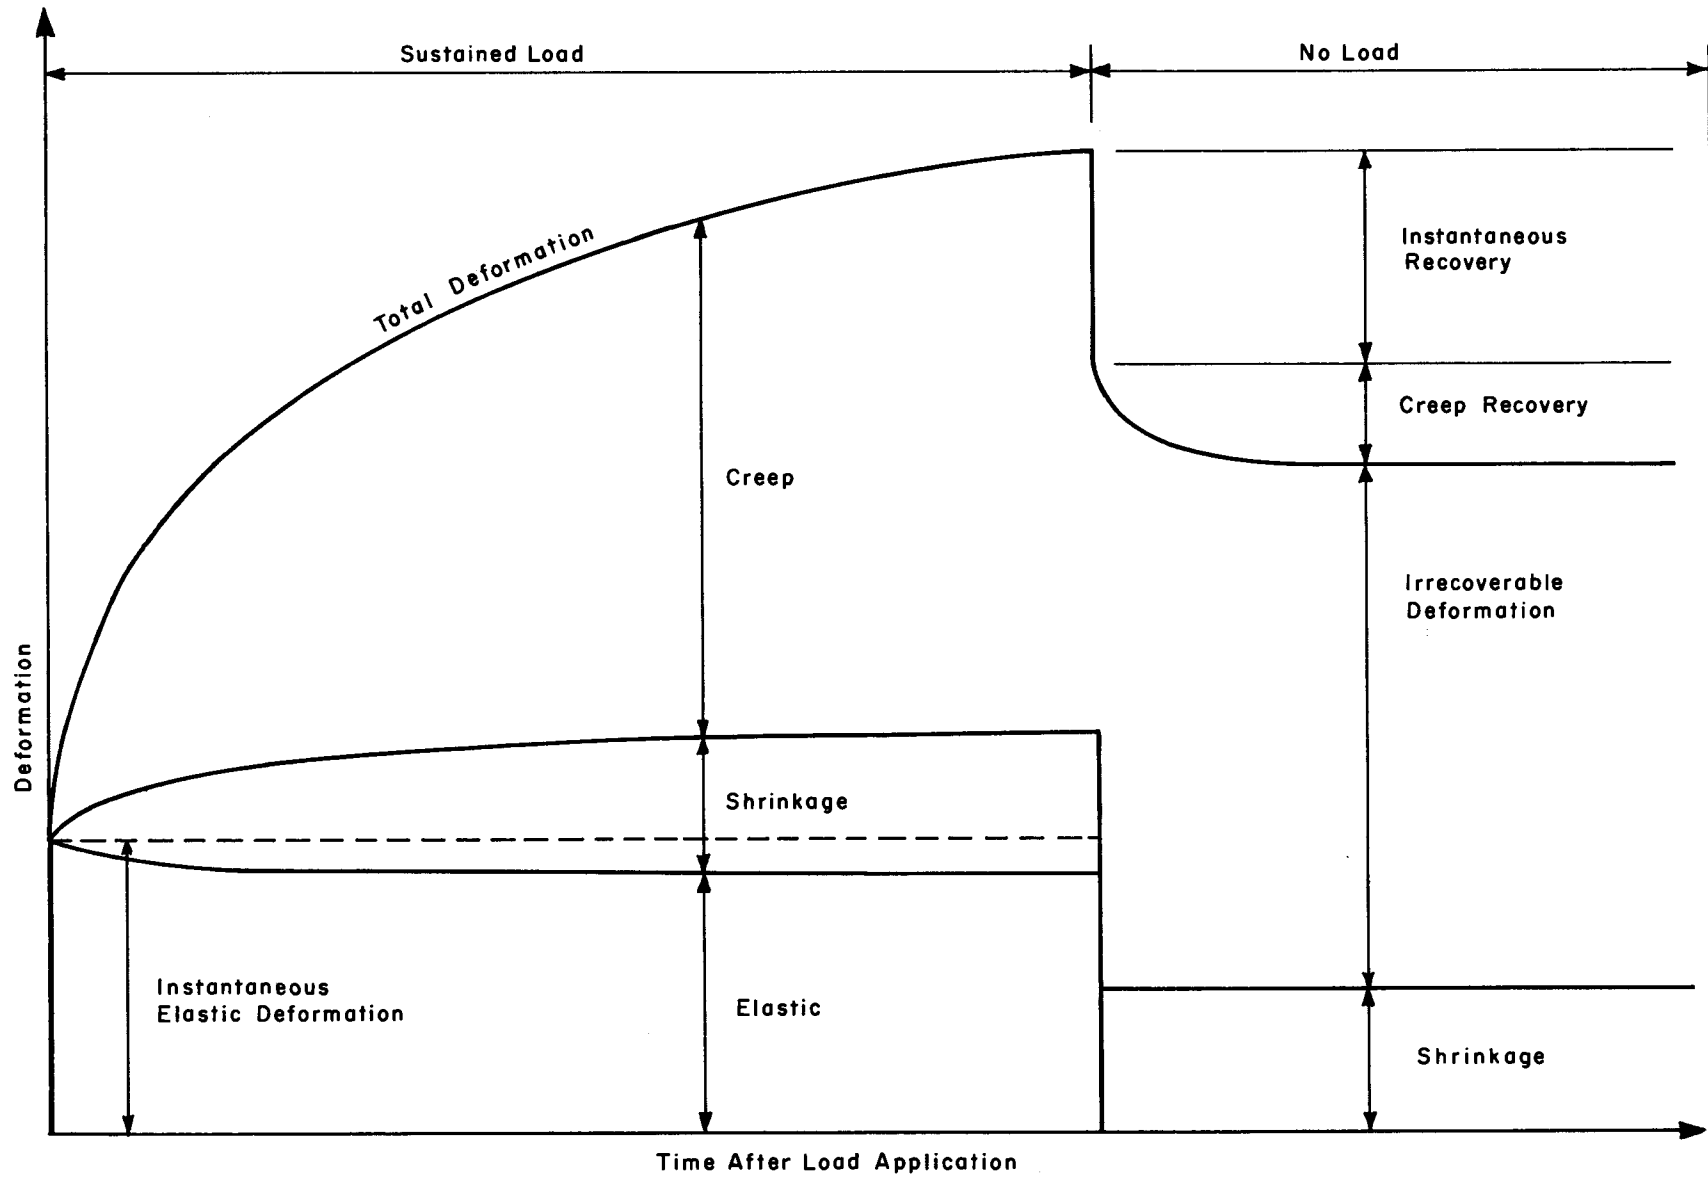 Sustained Load
No Load
Total Deformation
Instantaneous
Recovery
Creep Recovery
Creep
Irrecoverable
Deformation
Deformation
Shrinkage
Instantaneous
Elastic Deformation
Elastic
Shrinkage
Time After Load Application